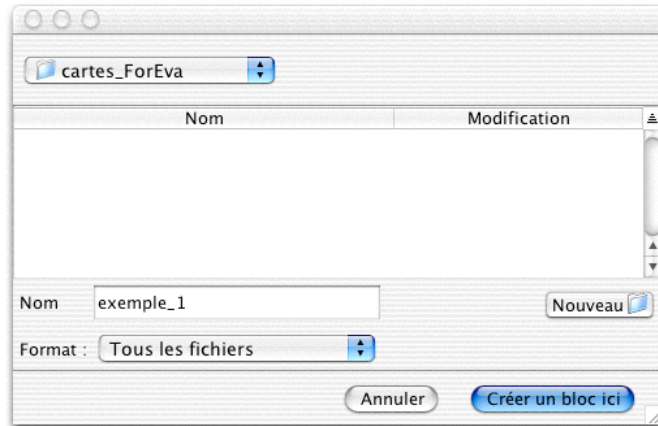 cartes_ForEva
Nom Modification
Nom exemple_1 Nouveau
Format : Tous les fichiers
Annuler Créer un bloc ici